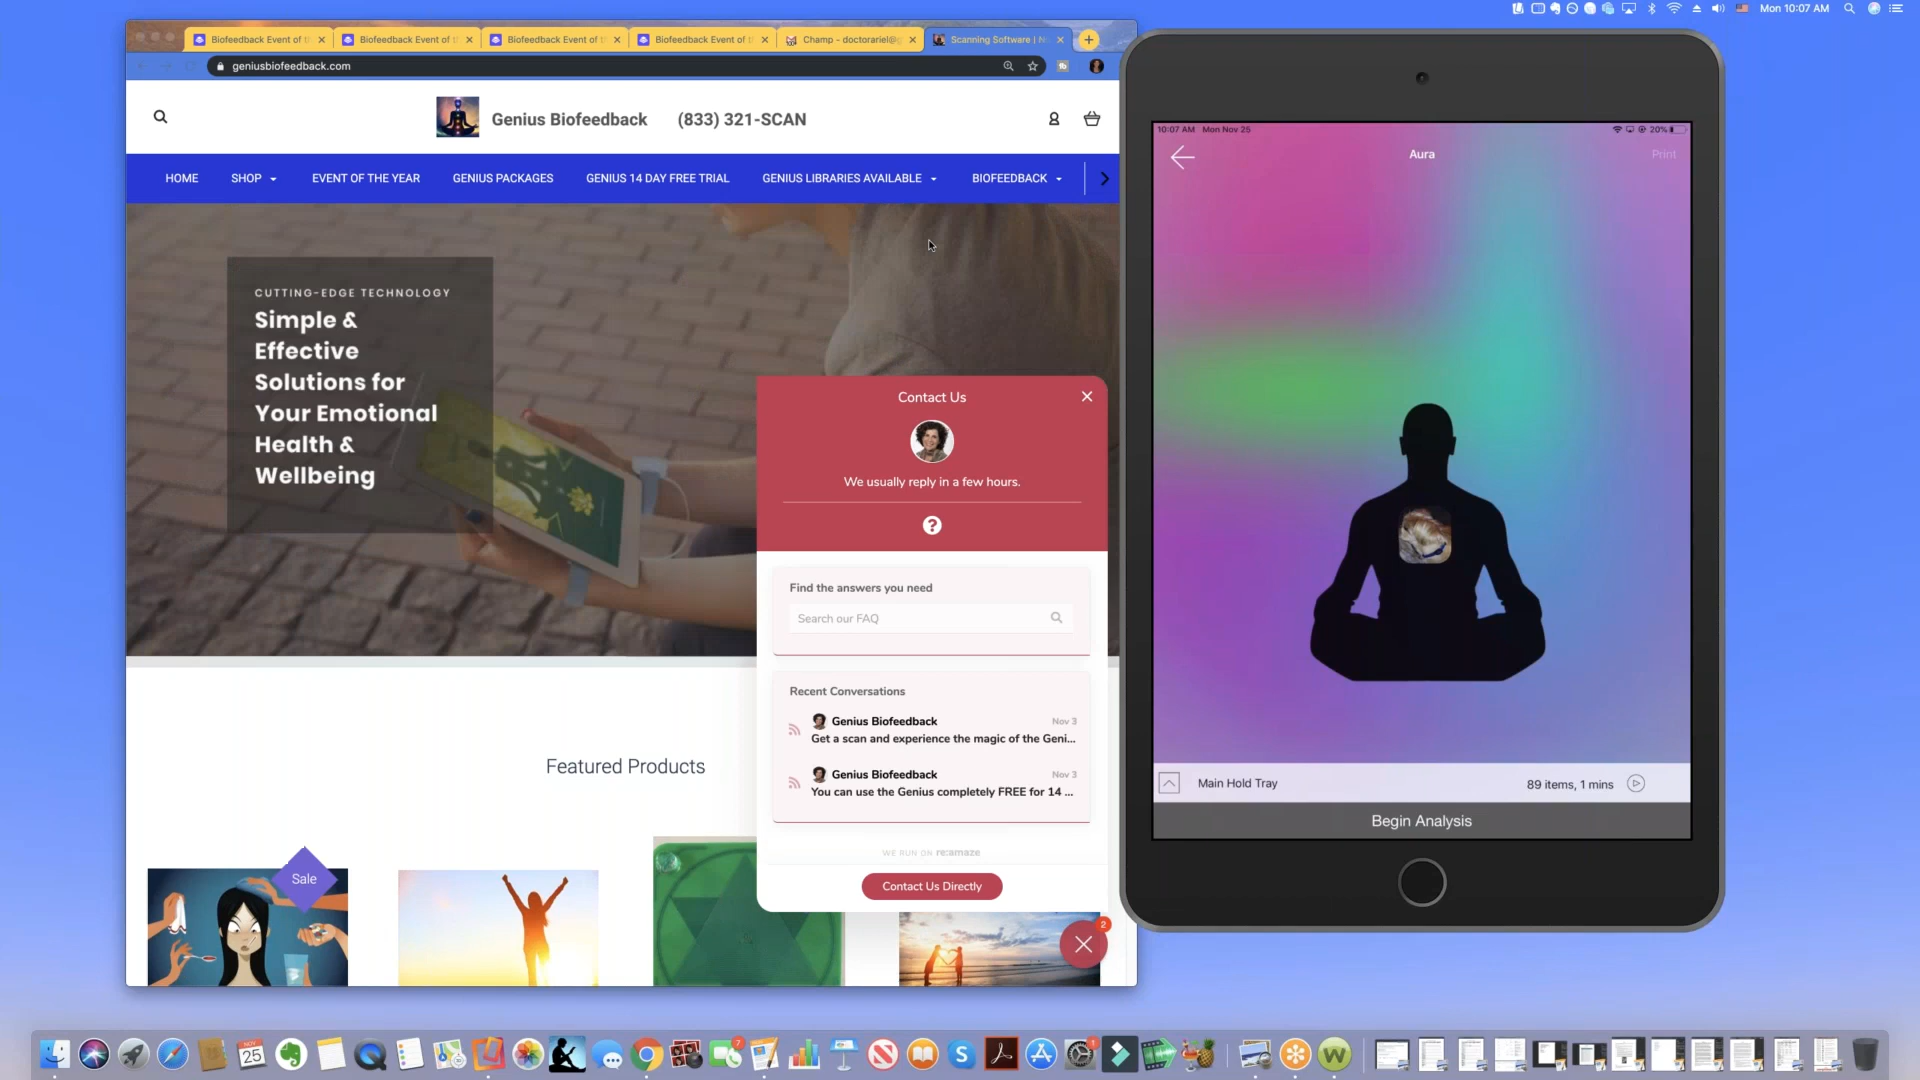 Mon 10:07 AM
Biofeedback Event of t
Biofeedback Event of t
Biofeedback Event of t
Biofeedback Event of t
Champ - doctorariel@g
Scanning Software | N
geniusbiofeedback.com
Genius Biofeedback
(833) 321-SCAN
HOME
SHOP
EVENT OF THE YEAR
GENIUS PACKAGES
GENIUS 14 DAY FREE TRIAL
GENIUS LIBRARIES AVAILABLE
BIOFEEDBACK
CUTTING-EDGE TECHNOLOGY
Simple &
Effective
Solutions for
Your Emotional
Health &
Wellbeing
Contact Us
We usually reply in a few hours.
?
Find the answers you need
Search our FAQ
Recent Conversations
Genius Biofeedback
Nov 3
Get a scan and experience the magic of the Geni...
Genius Biofeedback
Nov 3
You can use the Genius completely FREE for 14 ...
WE RUN ON re:amaze
Contact Us Directly
2
Featured Products
Sale
10:07 AM Mon Nov 25
20%
Aura
Print
Main Hold Tray
89 items, 1 mins
Begin Analysis
NOV
25
7
1